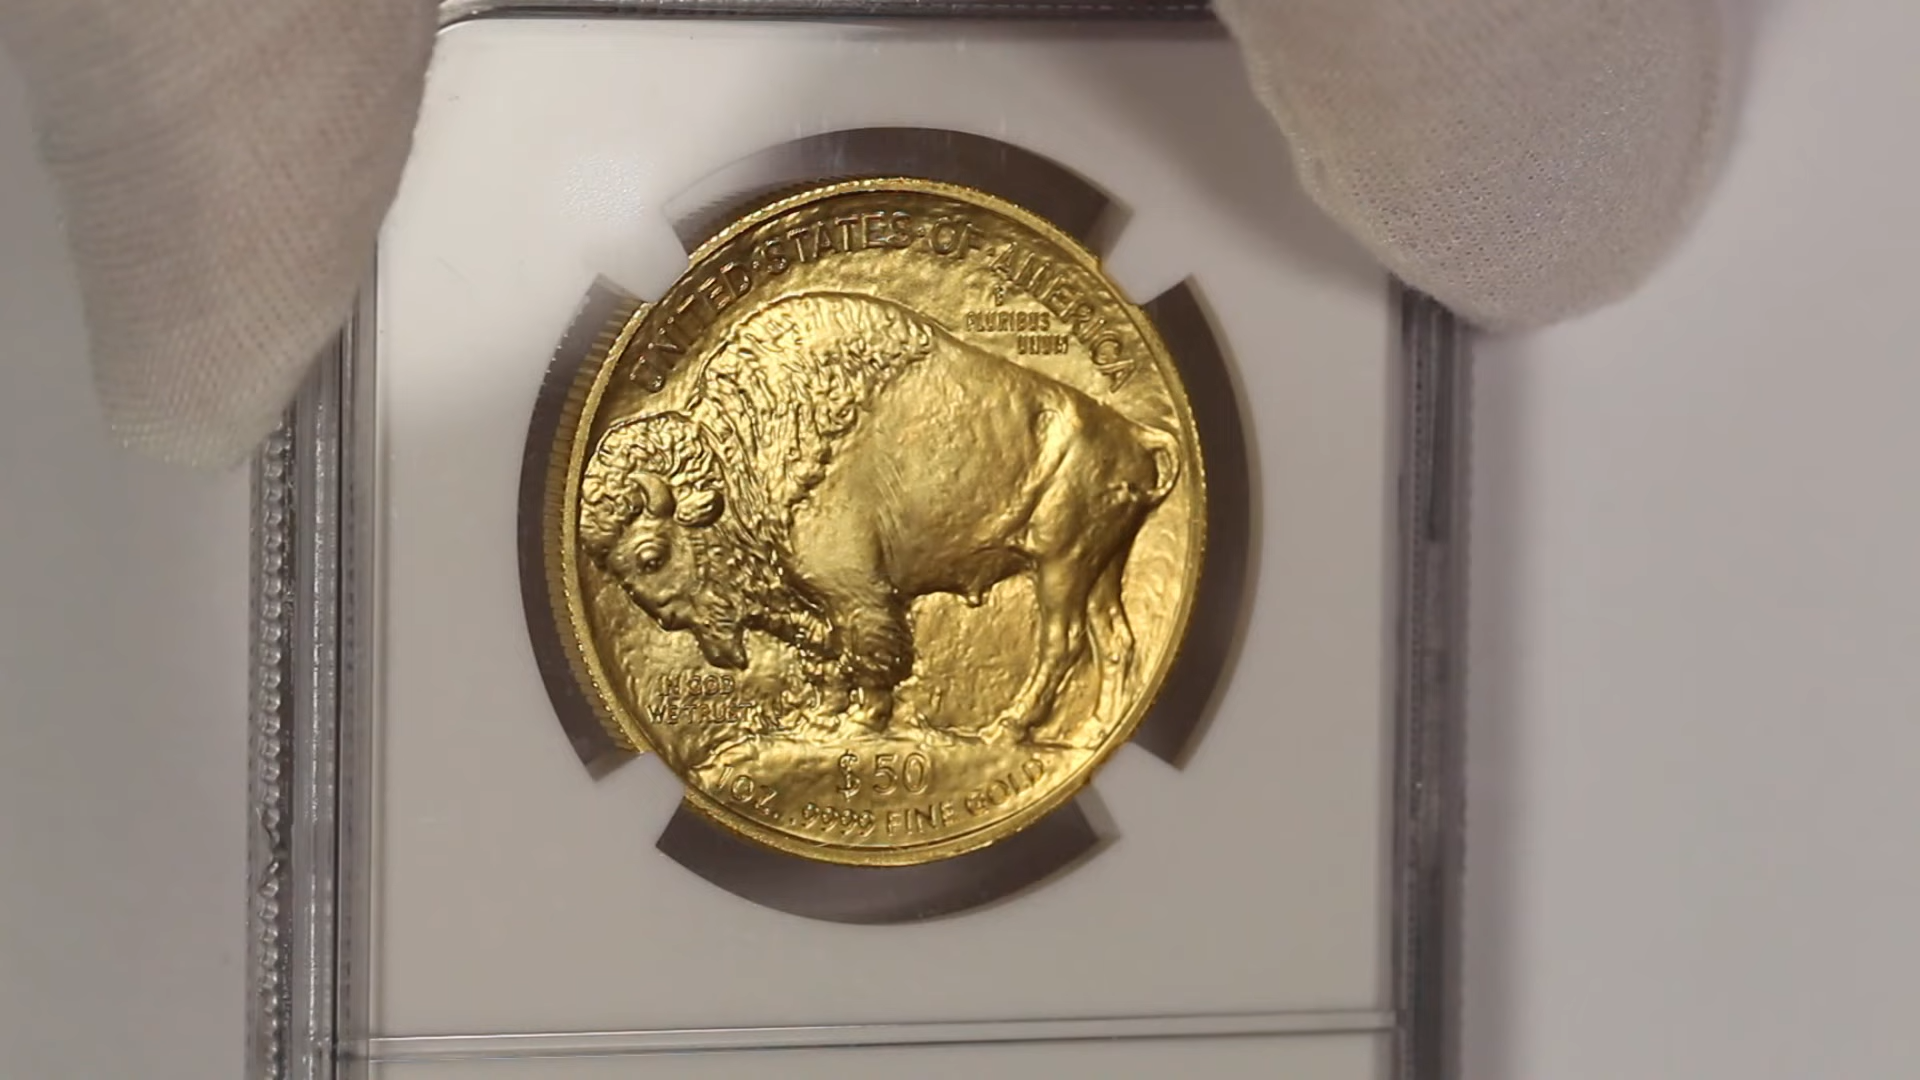 UNITED·STATES·OF·AMERICA
E
PLURIBUS
UNUM
IN GOD
WE TRUST
$50
1 OZ. .9999 FINE GOLD